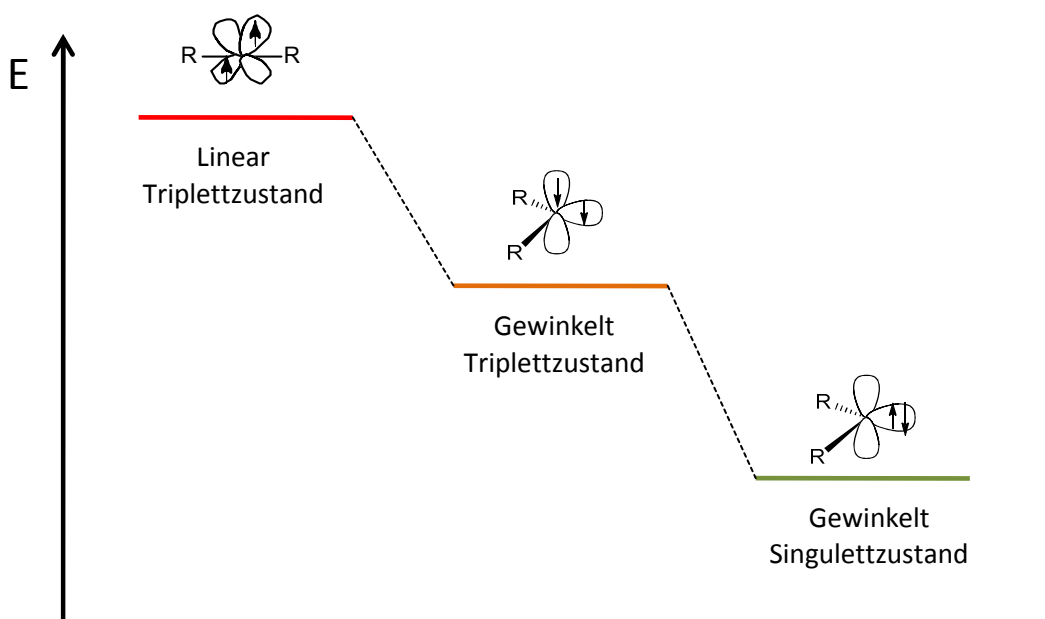 E
R R
Linear
Triplettzustand
R
R
Gewinkelt
Triplettzustand
R
R
Gewinkelt
Singulettzustand